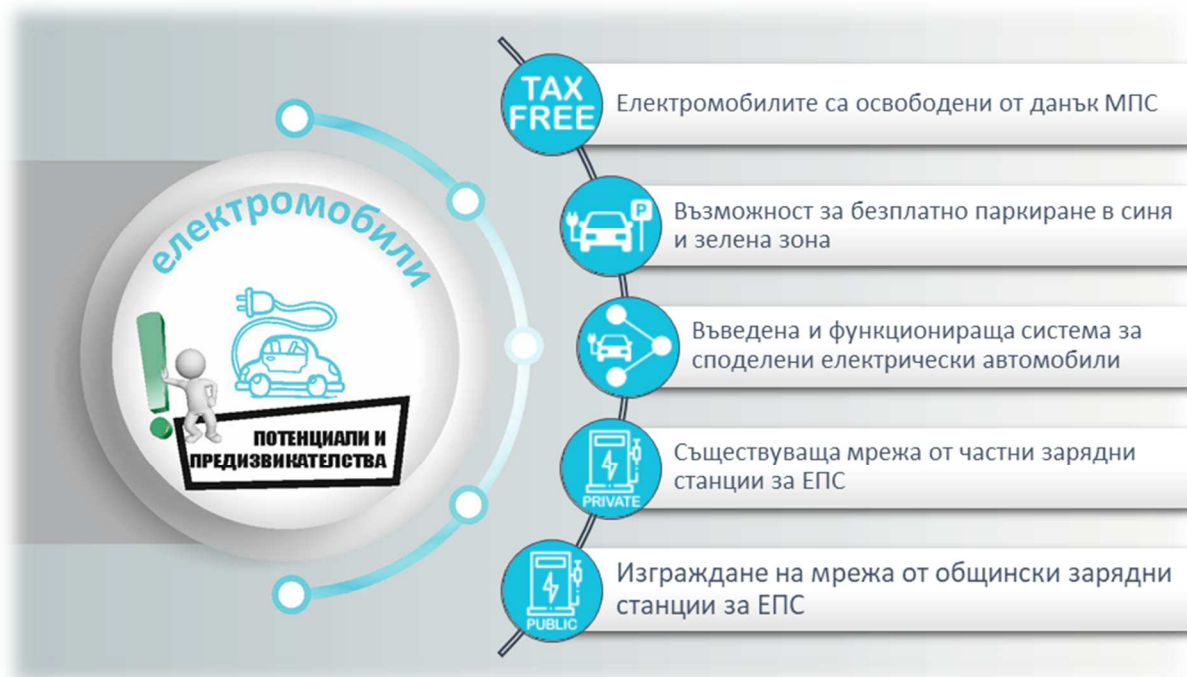 електромобили
ПОТЕНЦИАЛИ И
ПРЕДИЗВИКАТЕЛСТВА
TAX
FREE
Електромобилите са освободени от данък МПС
P
Възможност за безплатно паркиране в синя
и зелена зона
Въведена и функционираща система за
споделени електрически автомобили
PRIVATE
Съществуваща мрежа от частни зарядни
станции за ЕПС
PUBLIC
Изграждане на мрежа от общински зарядни
станции за ЕПС